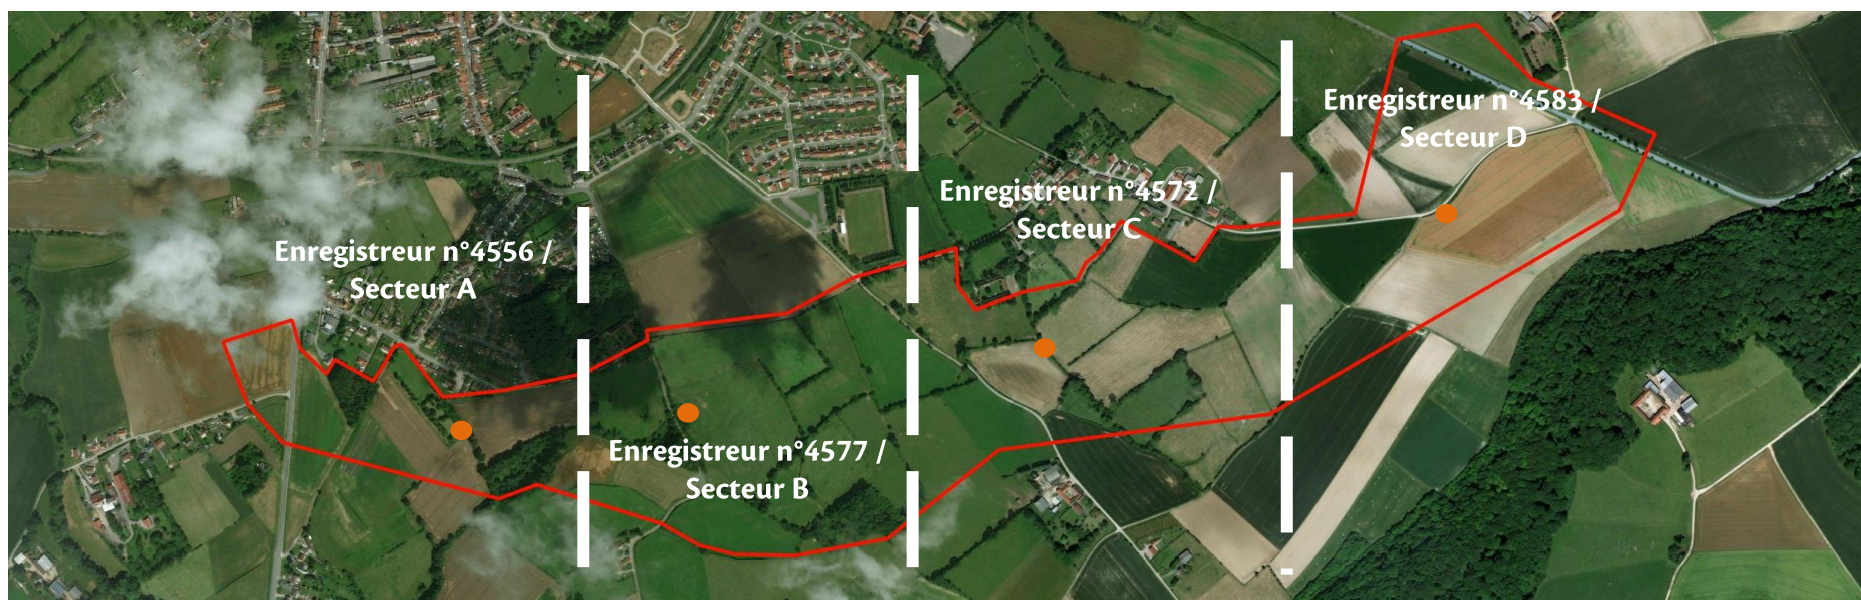 Enregistreur n°4556 /
Secteur A
Enregistreur n°4577 /
Secteur B
Enregistreur n°4572 /
Secteur C
Enregistreur n°4583 /
Secteur D